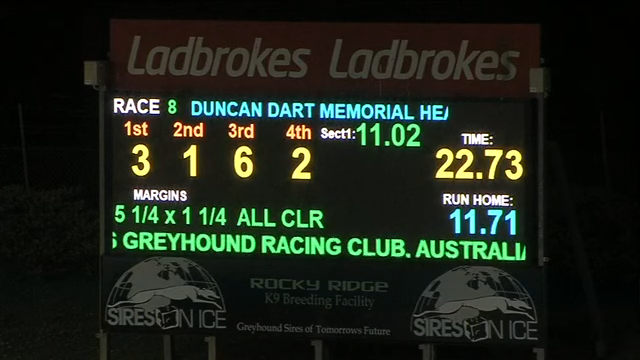 Ladbrokes Ladbrokes
RACE 8 DUNCAN DART MEMORIAL HEA
1st 2nd 3rd 4th Sect1: 11.02 TIME:
3 1 6 2 22.73
MARGINS RUN HOME:
5 1/4 x 1 1/4 ALL CLR 11.71
S GREYHOUND RACING CLUB, AUSTRALIA
ROCKY RIDGE
K9 Breeding Facility
SIRES ON ICE Greyhound Sires of Tomorrows Future SIRES ON ICE